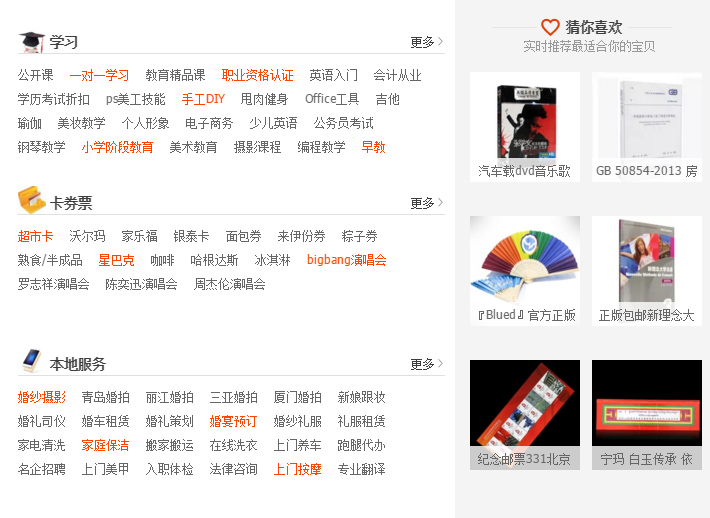 学习 更多
公开课 一对一学习 教育精品课 职业资格认证 英语入门 会计从业
学历考试折扣 ps美工技能 手工DIY 甩肉健身 Office工具 吉他
瑜伽 美妆教学 个人形象 电子商务 少儿英语 公务员考试
钢琴教学 小学阶段教育 美术教育 摄影课程 编程教学 早教
卡券票 更多
超市卡 沃尔玛 家乐福 银泰卡 面包券 来伊份券 粽子券
熟食/半成品 星巴克 咖啡 哈根达斯 冰淇淋 bigbang演唱会
罗志祥演唱会 陈奕迅演唱会 周杰伦演唱会
本地服务 更多
婚纱摄影 青岛婚拍 丽江婚拍 三亚婚拍 厦门婚拍 新娘跟妆
婚礼司仪 婚车租赁 婚礼策划 婚宴预订 婚纱礼服 礼服租赁
家电清洗 家庭保洁 搬家搬运 在线洗衣 上门养车 跑腿代办
名企招聘 上门美甲 入职体检 法律咨询 上门按摩 专业翻译
猜你喜欢
实时推荐最适合你的宝贝
汽车载dvd音乐歌
GB 50854-2013 房
『Blued』官方正版
正版包邮新理念大
纪念邮票331北京
宁玛 白玉传承 依